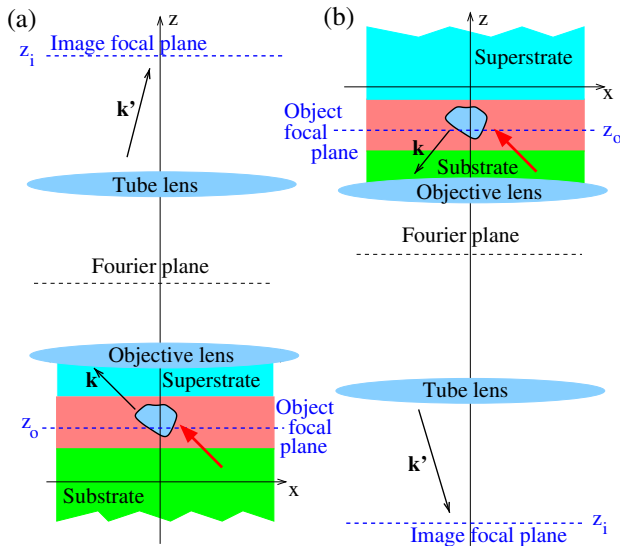 (a)
z
Image focal plane
z_i
k'
Tube lens
Fourier plane
Objective lens
k
Superstrate
z_o
Object
focal
plane
x
Substrate
(b)
z
Superstrate
x
Object
focal
plane
z_o
k
Substrate
Objective lens
Fourier plane
Tube lens
k'
z_i
Image focal plane